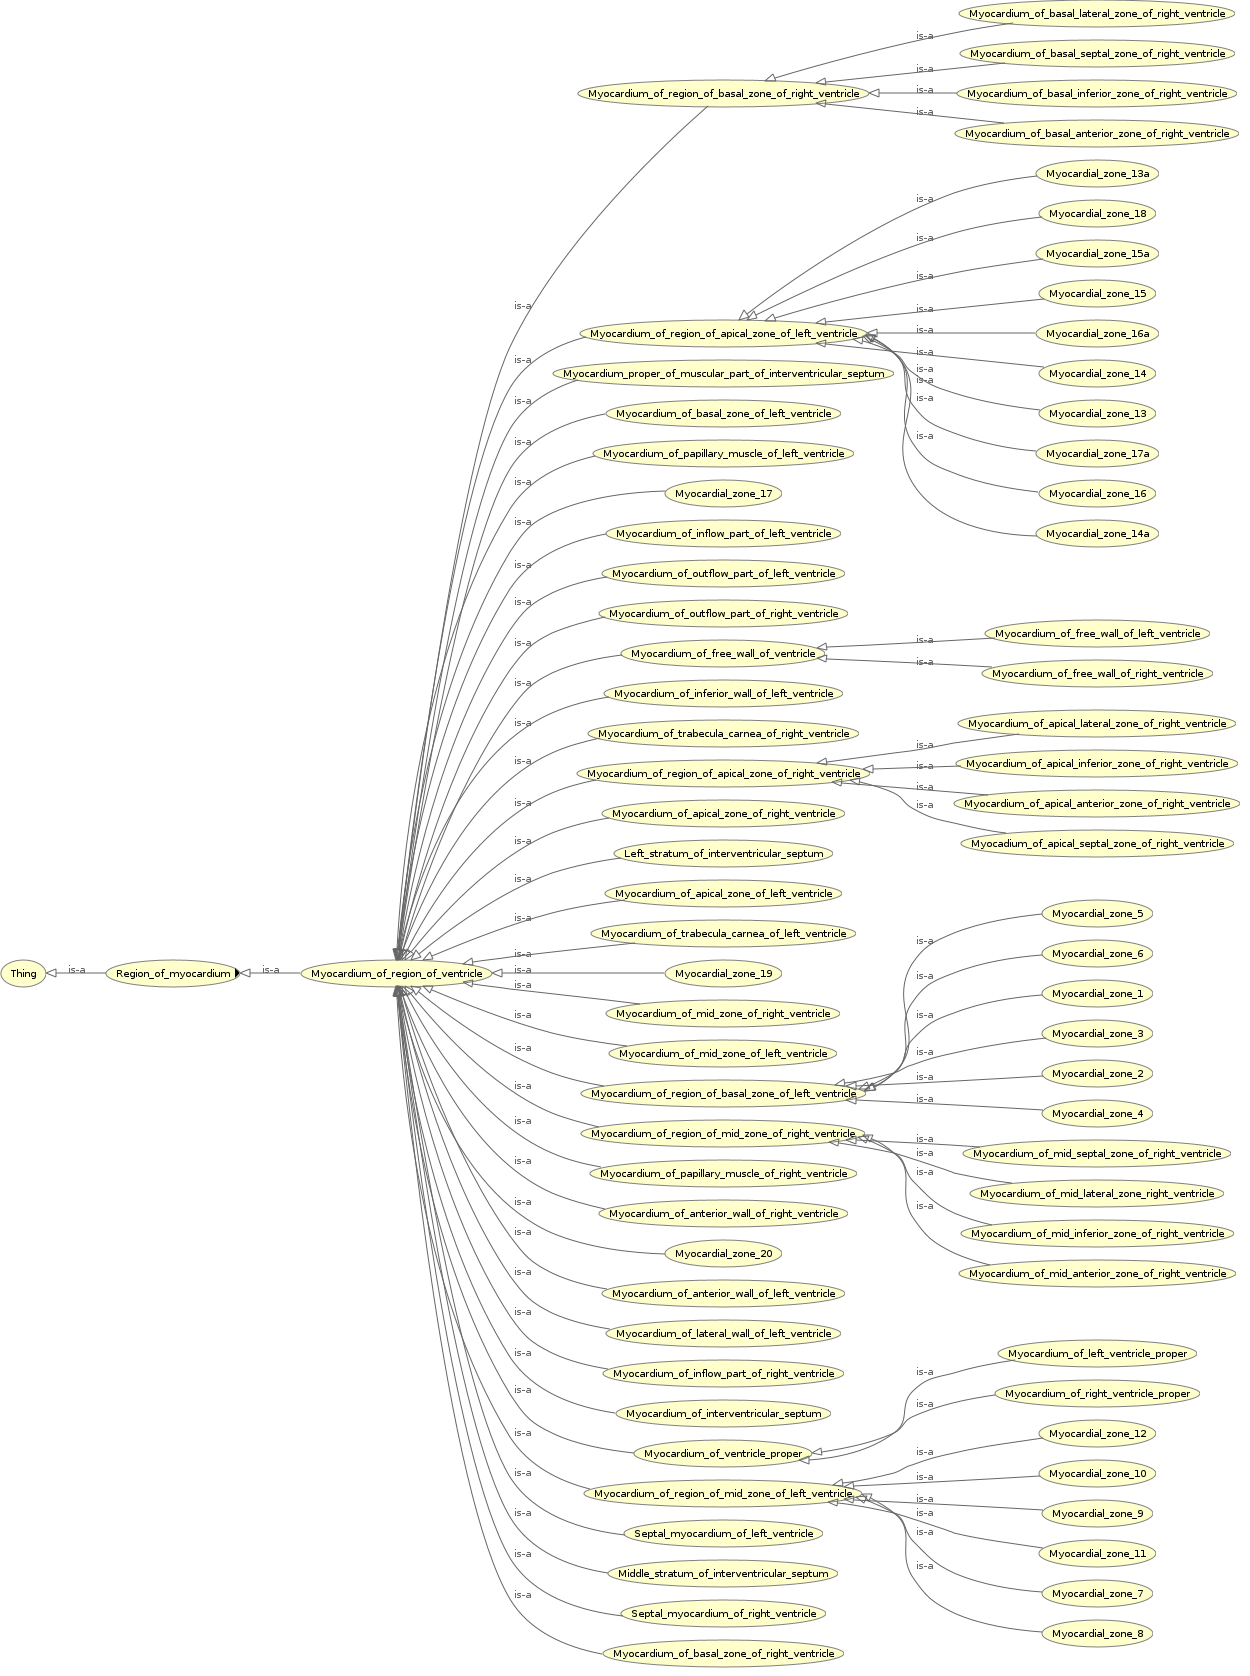 Thing
is-a
Region_of_myocardium
is-a
Myocardium_of_region_of_ventricle
is-a
Myocardium_of_region_of_basal_zone_of_right_ventricle
is-a
Myocardium_of_basal_lateral_zone_of_right_ventricle
is-a
Myocardium_of_basal_septal_zone_of_right_ventricle
is-a
Myocardium_of_basal_inferior_zone_of_right_ventricle
is-a
Myocardium_of_basal_anterior_zone_of_right_ventricle
is-a
Myocardium_of_region_of_apical_zone_of_left_ventricle
is-a
Myocardial_zone_13a
is-a
Myocardial_zone_18
is-a
Myocardial_zone_15a
is-a
Myocardial_zone_15
is-a
Myocardial_zone_16a
is-a
Myocardial_zone_14
is-a
Myocardial_zone_13
is-a
Myocardial_zone_17a
is-a
Myocardial_zone_16
is-a
Myocardial_zone_14a
is-a
Myocardium_proper_of_muscular_part_of_interventricular_septum
is-a
Myocardium_of_basal_zone_of_left_ventricle
is-a
Myocardium_of_papillary_muscle_of_left_ventricle
is-a
Myocardial_zone_17
is-a
Myocardium_of_inflow_part_of_left_ventricle
is-a
Myocardium_of_outflow_part_of_left_ventricle
is-a
Myocardium_of_outflow_part_of_right_ventricle
is-a
Myocardium_of_free_wall_of_ventricle
is-a
Myocardium_of_free_wall_of_left_ventricle
is-a
Myocardium_of_free_wall_of_right_ventricle
is-a
Myocardium_of_inferior_wall_of_left_ventricle
is-a
Myocardium_of_trabecula_carnea_of_right_ventricle
is-a
Myocardium_of_region_of_apical_zone_of_right_ventricle
is-a
Myocardium_of_apical_lateral_zone_of_right_ventricle
is-a
Myocardium_of_apical_inferior_zone_of_right_ventricle
is-a
Myocardium_of_apical_anterior_zone_of_right_ventricle
is-a
Myocadium_of_apical_septal_zone_of_right_ventricle
is-a
Myocardium_of_apical_zone_of_right_ventricle
is-a
Left_stratum_of_interventricular_septum
is-a
Myocardium_of_apical_zone_of_left_ventricle
is-a
Myocardium_of_trabecula_carnea_of_left_ventricle
is-a
Myocardial_zone_19
is-a
Myocardium_of_mid_zone_of_right_ventricle
is-a
Myocardium_of_mid_zone_of_left_ventricle
is-a
Myocardium_of_region_of_basal_zone_of_left_ventricle
is-a
Myocardial_zone_5
Myocardial_zone_6
is-a
Myocardial_zone_1
is-a
Myocardial_zone_3
is-a
Myocardial_zone_2
is-a
Myocardial_zone_4
is-a
Myocardium_of_region_of_mid_zone_of_right_ventricle
is-a
Myocardium_of_mid_septal_zone_of_right_ventricle
is-a
Myocardium_of_mid_lateral_zone_right_ventricle
is-a
Myocardium_of_mid_inferior_zone_of_right_ventricle
is-a
Myocardium_of_mid_anterior_zone_of_right_ventricle
is-a
Myocardium_of_papillary_muscle_of_right_ventricle
is-a
Myocardium_of_anterior_wall_of_right_ventricle
is-a
Myocardial_zone_20
is-a
Myocardium_of_anterior_wall_of_left_ventricle
is-a
Myocardium_of_lateral_wall_of_left_ventricle
is-a
Myocardium_of_inflow_part_of_right_ventricle
is-a
Myocardium_of_interventricular_septum
is-a
Myocardium_of_ventricle_proper
is-a
Myocardium_of_left_ventricle_proper
is-a
Myocardium_of_right_ventricle_proper
is-a
Myocardium_of_region_of_mid_zone_of_left_ventricle
is-a
Myocardial_zone_12
is-a
Myocardial_zone_10
is-a
Myocardial_zone_9
is-a
Myocardial_zone_11
is-a
Myocardial_zone_7
is-a
Myocardial_zone_8
is-a
Septal_myocardium_of_left_ventricle
is-a
Middle_stratum_of_interventricular_septum
is-a
Septal_myocardium_of_right_ventricle
is-a
Myocardium_of_basal_zone_of_right_ventricle